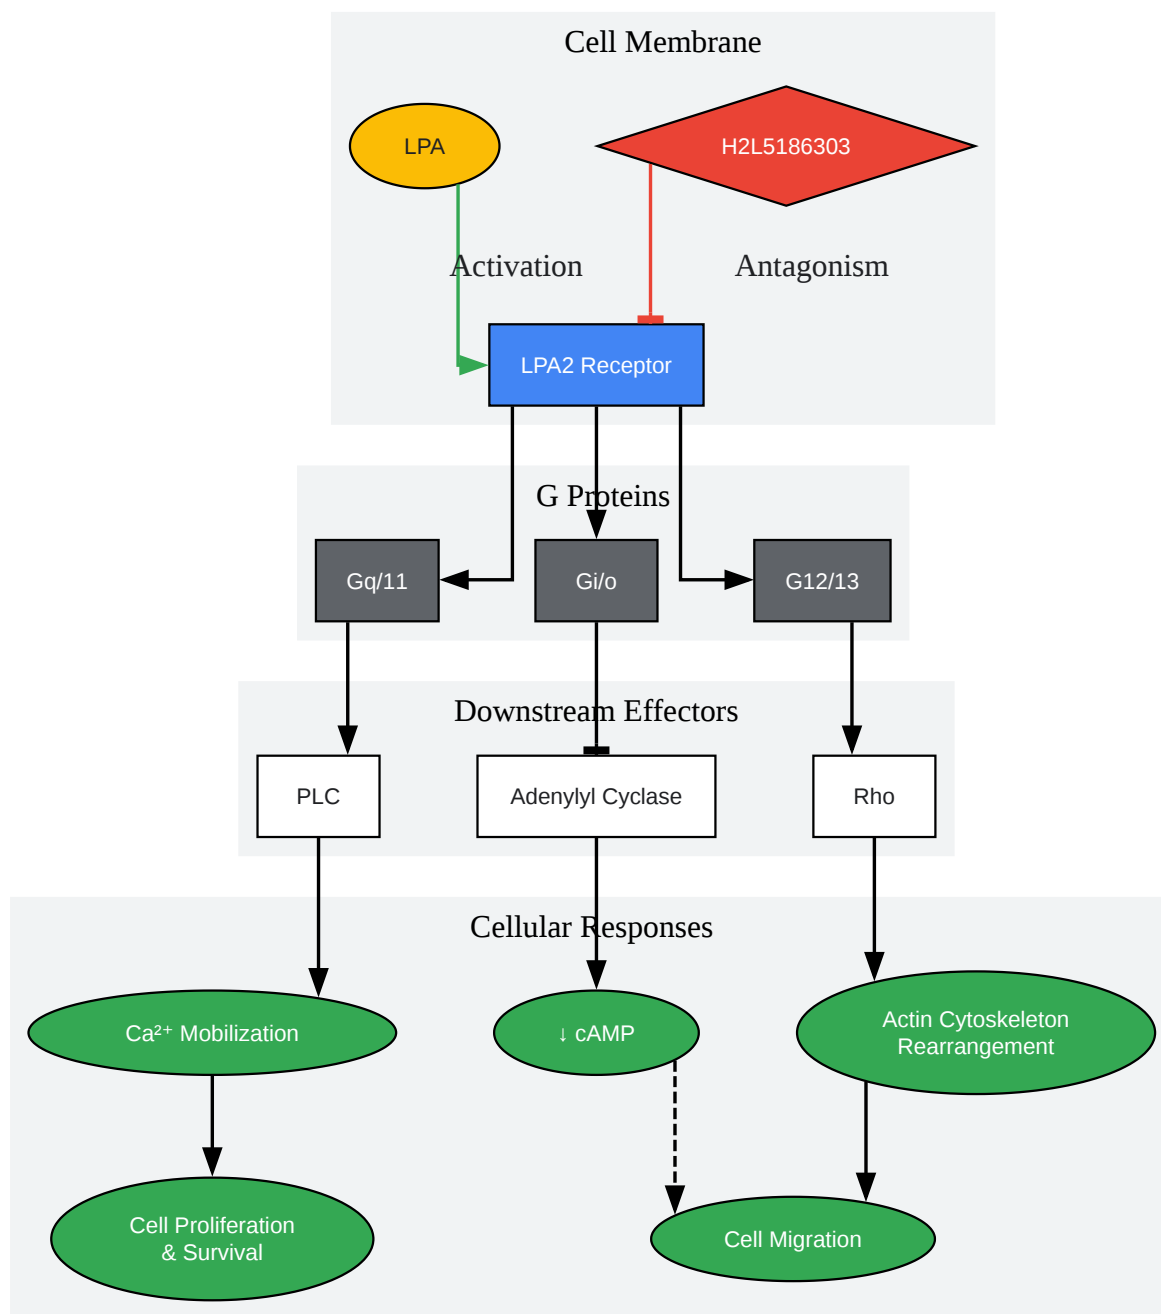 Cell Membrane
LPA
H2L5186303
Activation
Antagonism
LPA2 Receptor
G Proteins
Gq/11
Gi/o
G12/13
Downstream Effectors
PLC
Adenylyl Cyclase
Rho
Cellular Responses
Ca²⁺ Mobilization
↓ cAMP
Actin Cytoskeleton
Rearrangement
Cell Proliferation
& Survival
Cell Migration